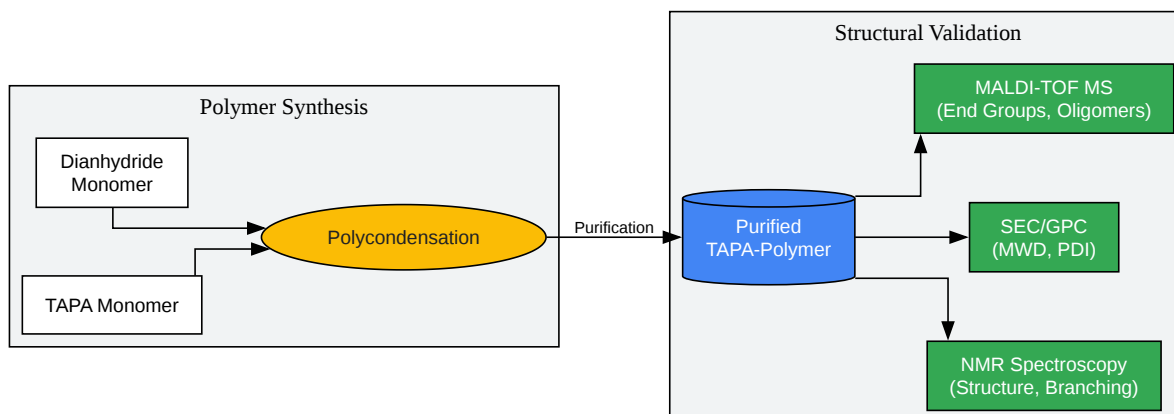 Polymer Synthesis
Dianhydride
Monomer
TAPA Monomer
Polycondensation
Purification
Structural Validation
Purified
TAPA-Polymer
MALDI-TOF MS
(End Groups, Oligomers)
SEC/GPC
(MWD, PDI)
NMR Spectroscopy
(Structure, Branching)